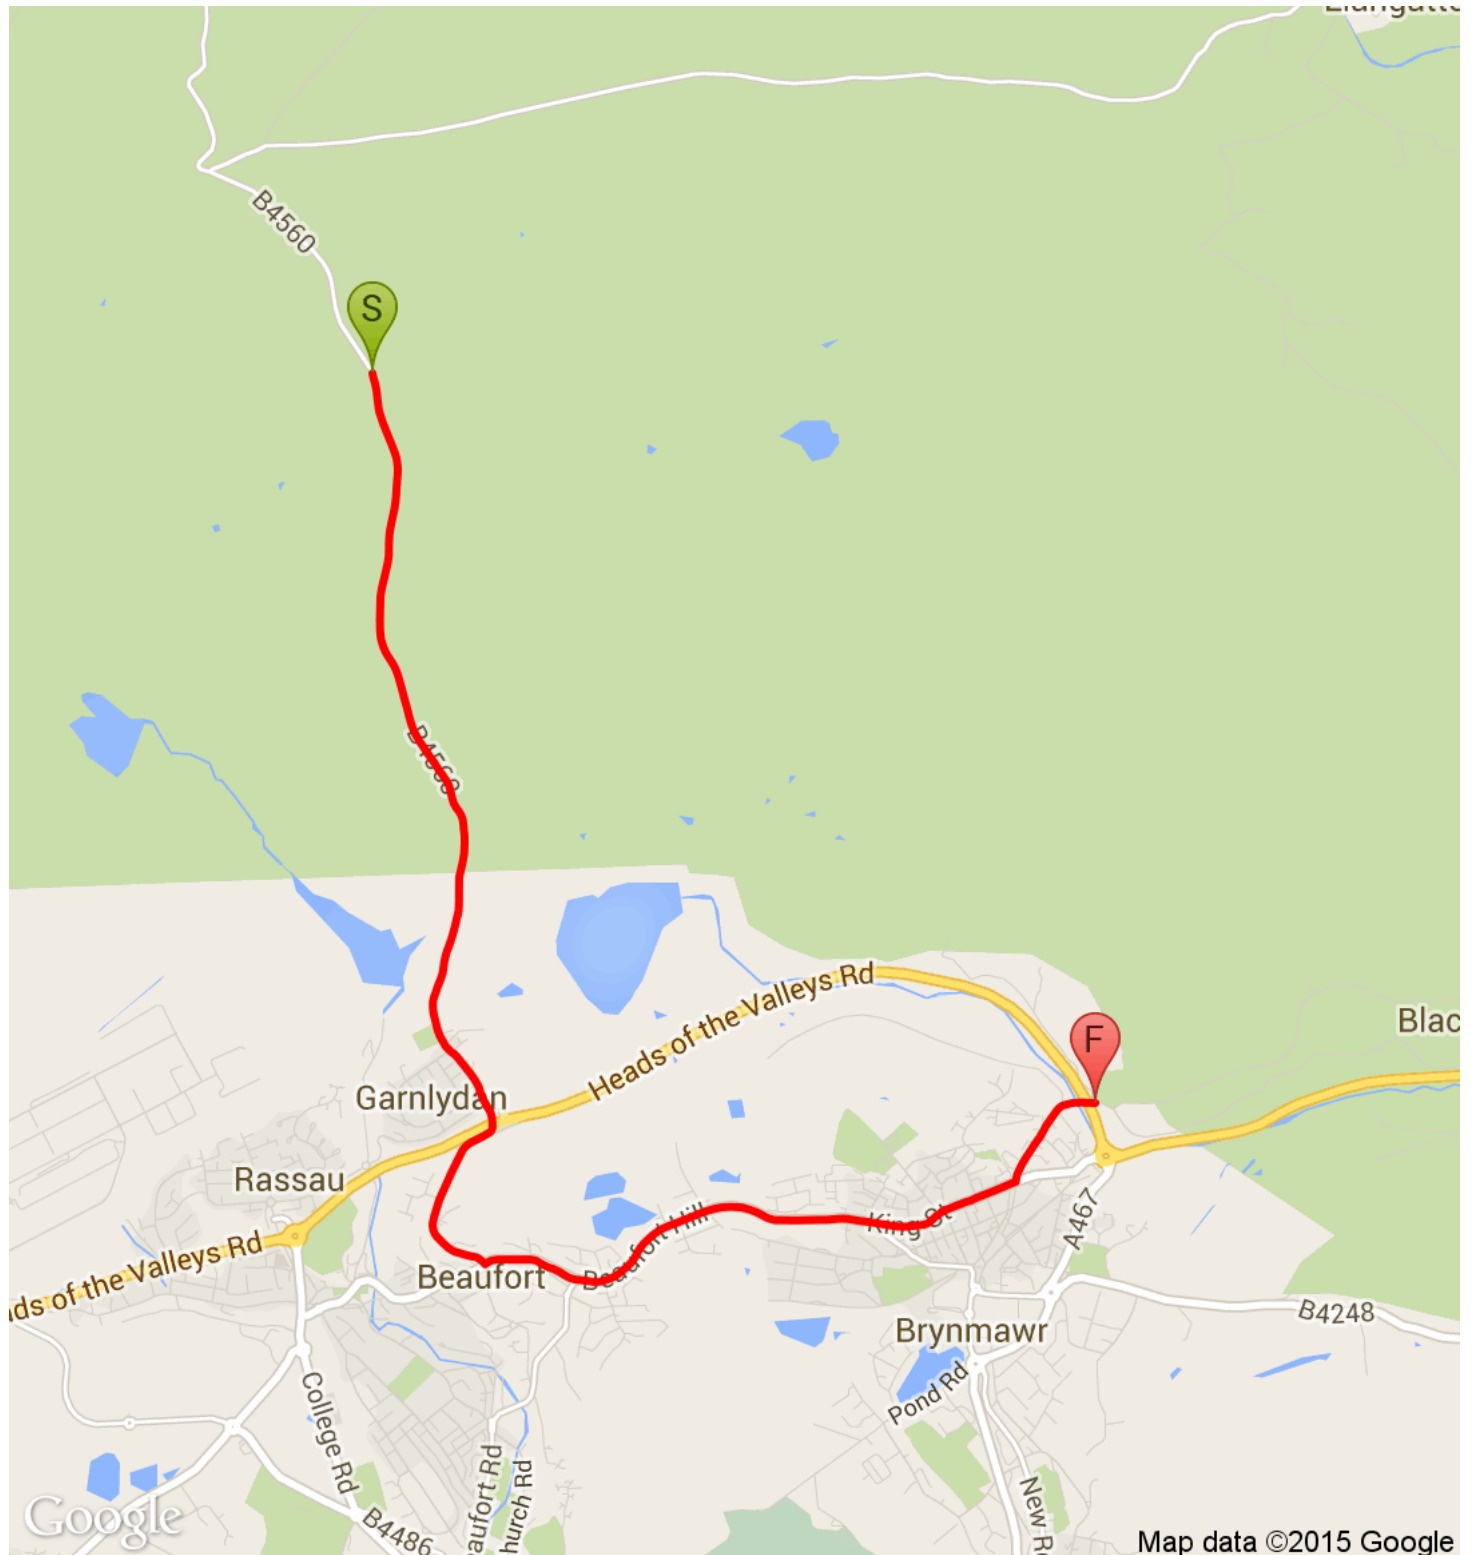 B4560
S
B4560
Heads of the Valleys Rd
F
Garnlydan
Rassau
King St
Beaufort Hill
A467
ds of the Valleys Rd
Beaufort
B4248
Brynmawr
Pond Rd
College Rd
aufort Rd
hurch Rd
New R
B4486
Blac
Google
Map data ©2015 Google